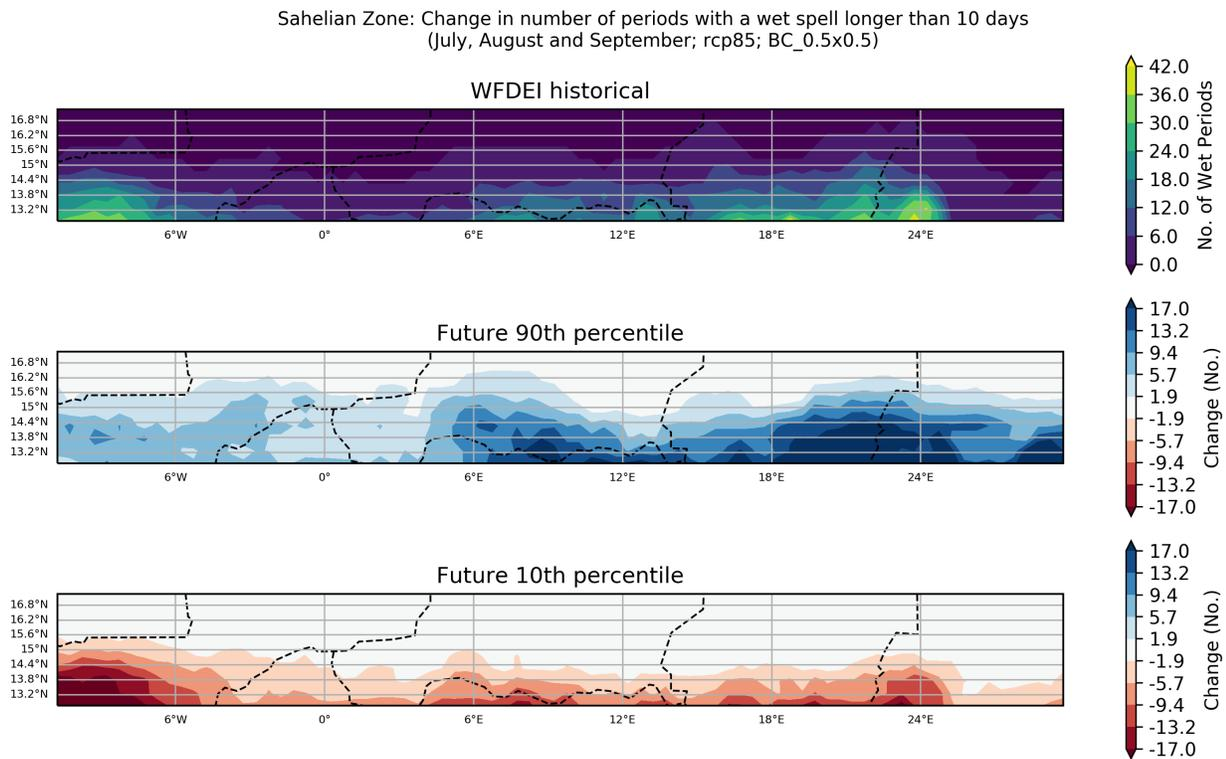 Sahelian Zone: Change in number of periods with a wet spell longer than 10 days
(July, August and September; rcp85; BC_0.5x0.5)
WFDEI historical
16.8°N
16.2°N
15.6°N
15°N
14.4°N
13.8°N
13.2°N
6°W
0°
6°E
12°E
18°E
24°E
42.0
36.0
30.0
24.0
18.0
12.0
6.0
0.0
No. of Wet Periods
Future 90th percentile
16.8°N
16.2°N
15.6°N
15°N
14.4°N
13.8°N
13.2°N
6°W
0°
6°E
12°E
18°E
24°E
17.0
13.2
9.4
5.7
1.9
-1.9
-5.7
-9.4
-13.2
-17.0
Change (No.)
Future 10th percentile
16.8°N
16.2°N
15.6°N
15°N
14.4°N
13.8°N
13.2°N
6°W
0°
6°E
12°E
18°E
24°E
17.0
13.2
9.4
5.7
1.9
-1.9
-5.7
-9.4
-13.2
-17.0
Change (No.)